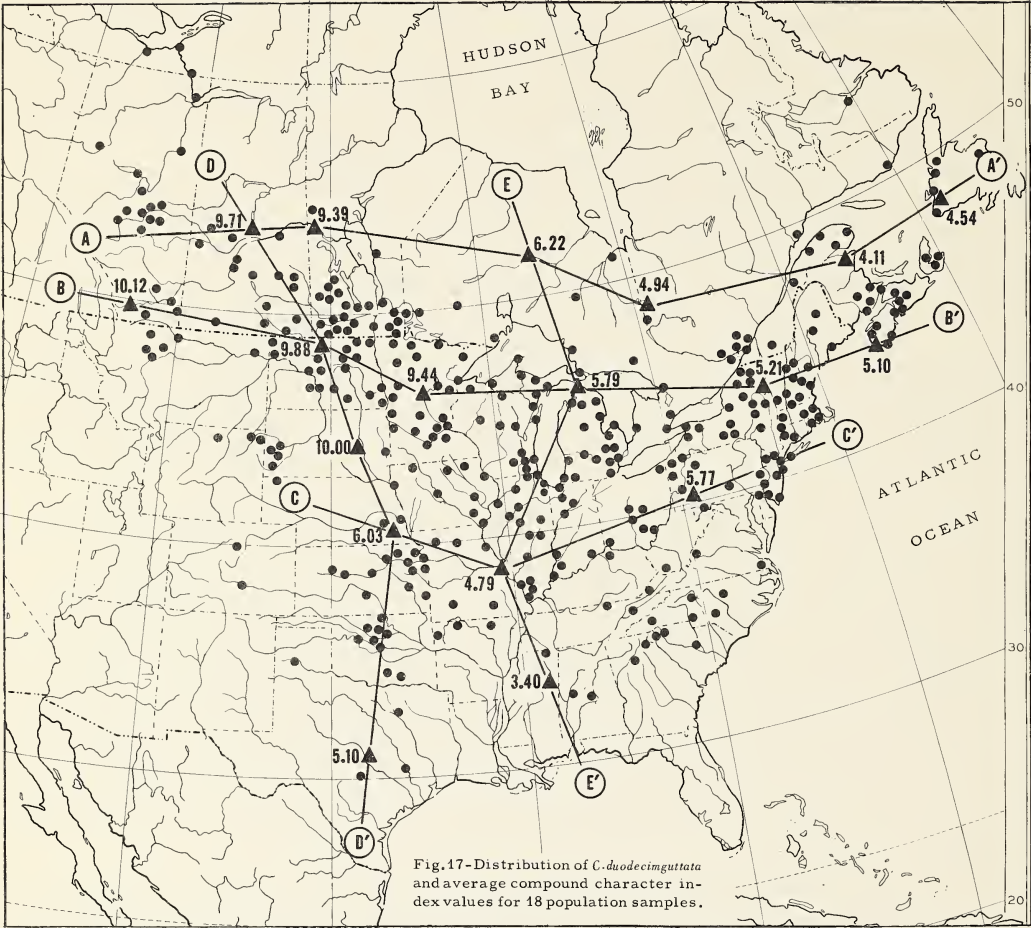 HUDSON
BAY
50
D
E
A'
9.71
9.39
4.54
A
6.22
4.11
B
10.12
4.94
B'
9.88
5.21
5.10
9.44
5.79
40
10.00
C'
C
5.77
ATLANTIC
OCEAN
6.03
4.79
30
3.40
5.10
E'
D'
Fig.17-Distribution of C.duodecimguttata
and average compound character in-
dex values for 18 population samples.
20